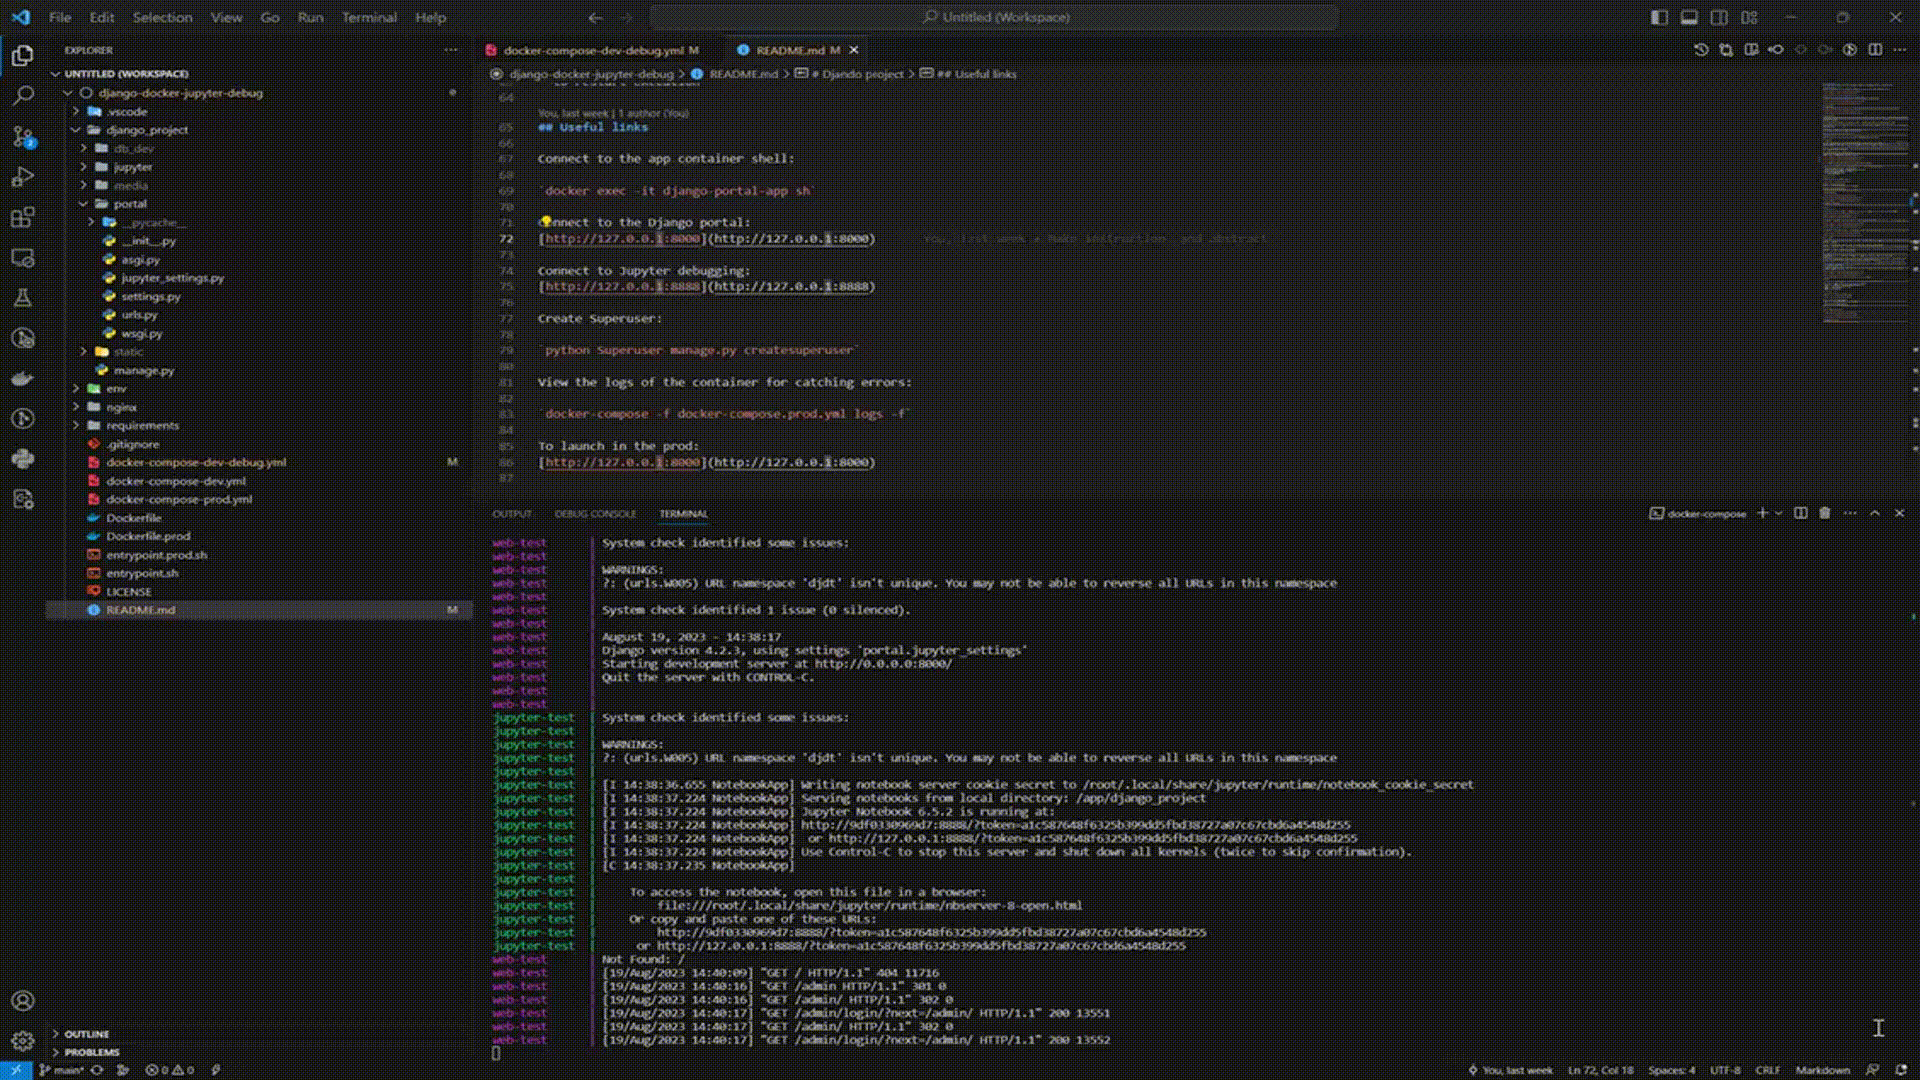 File Edit Selection View Go Run Terminal Help
Untitled (Workspace)
EXPLORER
UNTITLED (WORKSPACE)
django-docker-jupyter-debug
.vscode
django_project
db_dev
jupyter
media
portal
__pycache__
__init__.py
asgi.py
jupyter_settings.py
settings.py
urls.py
wsgi.py
static
manage.py
env
nginx
requirements
.gitignore
docker-compose-dev-debug.yml M
docker-compose-dev.yml
docker-compose-prod.yml
Dockerfile
Dockerfile.prod
entrypoint.prod.sh
entrypoint.sh
LICENSE
README.md M
OUTLINE
PROBLEMS
docker-compose-dev-debug.yml M
README.md M
django-docker-jupyter-debug > README.md > # Djando project > ## Useful links
64
You, last week | 1 author (You)
65 ## Useful links
66
67 Connect to the app container shell:
68
69 `docker exec -it django-portal-app sh`
70
71 nnect to the Django portal:
72 [http://127.0.0.1:8000](http://127.0.0.1:8000) You, last week • Make instruction and abstract
73
74 Connect to Jupyter debugging:
75 [http://127.0.0.1:8888](http://127.0.0.1:8888)
76
77 Create Superuser:
78
79 `python Superuser manage.py createsuperuser`
80
81 View the logs of the container for catching errors:
82
83 `docker-compose -f docker-compose.prod.yml logs -f`
84
85 To launch in the prod:
86 [http://127.0.0.1:8000](http://127.0.0.1:8000)
87
OUTPUT DEBUG CONSOLE TERMINAL
docker-compose
web-test | System check identified some issues:
web-test |
web-test | WARNINGS:
web-test | ?: (urls.W005) URL namespace 'djdt' isn't unique. You may not be able to reverse all URLs in this namespace
web-test |
web-test | System check identified 1 issue (0 silenced).
web-test |
web-test | August 19, 2023 - 14:38:17
web-test | Django version 4.2.3, using settings 'portal.jupyter_settings'
web-test | Starting development server at http://0.0.0.0:8000/
web-test | Quit the server with CONTROL-C.
web-test |
web-test |
jupyter-test | System check identified some issues:
jupyter-test |
jupyter-test | WARNINGS:
jupyter-test | ?: (urls.W005) URL namespace 'djdt' isn't unique. You may not be able to reverse all URLs in this namespace
jupyter-test |
jupyter-test | [I 14:38:36.655 NotebookApp] Writing notebook server cookie secret to /root/.local/share/jupyter/runtime/notebook_cookie_secret
jupyter-test | [I 14:38:37.224 NotebookApp] Serving notebooks from local directory: /app/django_project
jupyter-test | [I 14:38:37.224 NotebookApp] Jupyter Notebook 6.5.2 is running at:
jupyter-test | [I 14:38:37.224 NotebookApp] http://9df0330969d7:8888/?token=a1c587648f6325b399dd5fbd38727a07c67cbd6a4548d255
jupyter-test | [I 14:38:37.224 NotebookApp] or http://127.0.0.1:8888/?token=a1c587648f6325b399dd5fbd38727a07c67cbd6a4548d255
jupyter-test | [I 14:38:37.224 NotebookApp] Use Control-C to stop this server and shut down all kernels (twice to skip confirmation).
jupyter-test | [C 14:38:37.235 NotebookApp]
jupyter-test |
jupyter-test | To access the notebook, open this file in a browser:
jupyter-test | file:///root/.local/share/jupyter/runtime/nbserver-8-open.html
jupyter-test | Or copy and paste one of these URLs:
jupyter-test | http://9df0330969d7:8888/?token=a1c587648f6325b399dd5fbd38727a07c67cbd6a4548d255
jupyter-test | or http://127.0.0.1:8888/?token=a1c587648f6325b399dd5fbd38727a07c67cbd6a4548d255
web-test | Not Found: /
web-test | [19/Aug/2023 14:40:09] "GET / HTTP/1.1" 404 11716
web-test | [19/Aug/2023 14:40:16] "GET /admin HTTP/1.1" 301 0
web-test | [19/Aug/2023 14:40:16] "GET /admin/ HTTP/1.1" 302 0
web-test | [19/Aug/2023 14:40:17] "GET /admin/login/?next=/admin/ HTTP/1.1" 200 13551
web-test | [19/Aug/2023 14:40:17] "GET /admin/ HTTP/1.1" 302 0
web-test | [19/Aug/2023 14:40:17] "GET /admin/login/?next=/admin/ HTTP/1.1" 200 13552
main* 0 0 You, last week Ln 72, Col 18 Spaces: 4 UTF-8 CRLF Markdown